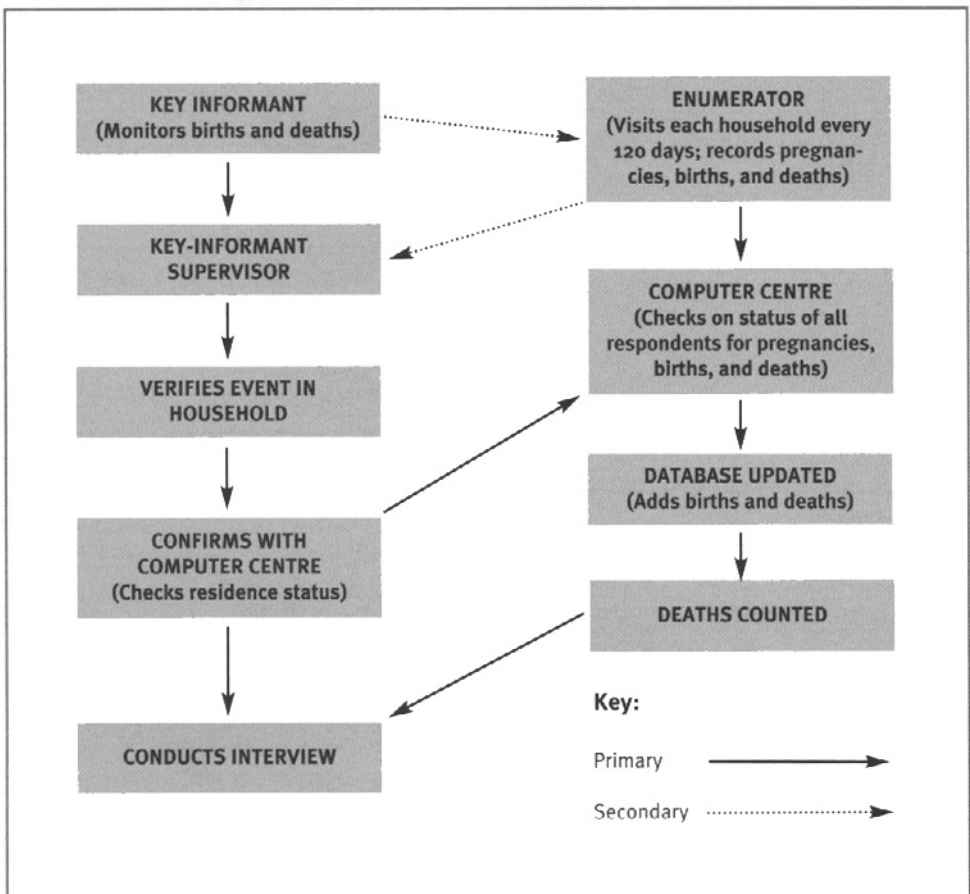 KEY INFORMANT
(Monitors births and deaths)
KEY-INFORMANT
SUPERVISOR
VERIFIES EVENT IN
HOUSEHOLD
CONFIRMS WITH
COMPUTER CENTRE
(Checks residence status)
CONDUCTS INTERVIEW
ENUMERATOR
(Visits each household every
120 days; records pregnan-
cies, births, and deaths)
COMPUTER CENTRE
(Checks on status of all
respondents for pregnancies,
births, and deaths)
DATABASE UPDATED
(Adds births and deaths)
DEATHS COUNTED
Key:
Primary
Secondary